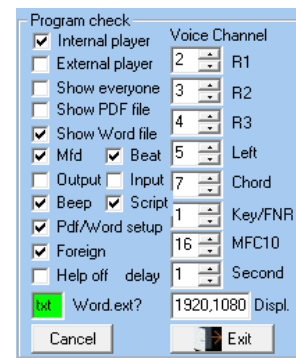 Program check
Internal player
External player
Show everyone
Show PDF file
Show Word file
Mfd Beat
Output Input
Beep Script
Pdf/Word setup
Foreign
Help off delay
txt Word.ext?
Cancel
Voice Channel
2 R1
3 R2
4 R3
5 Left
7 Chord
1 Key/FNR
16 MFC10
1 Second
1920,1080 Displ.
Exit